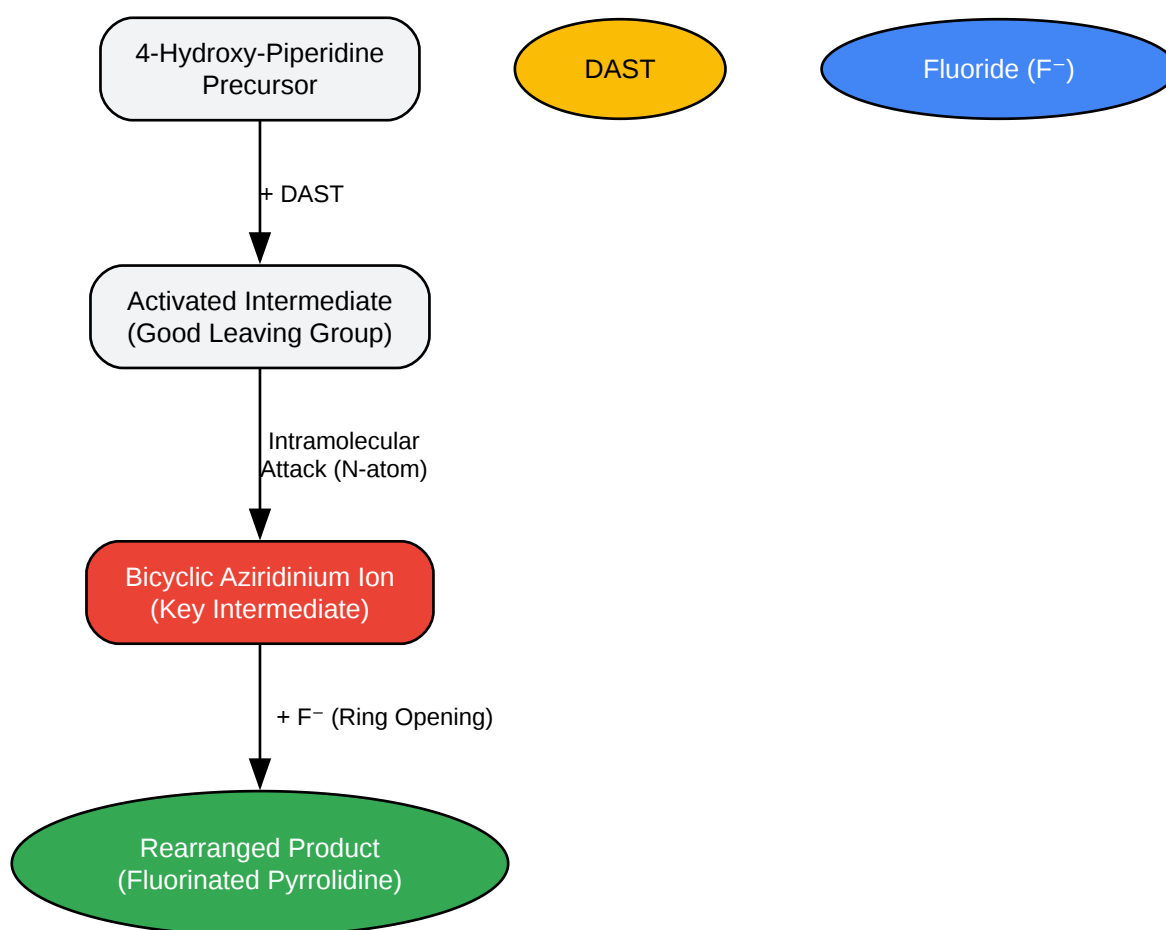 4-Hydroxy-Piperidine
Precursor
DAST
Fluoride (F⁻)
+ DAST
Activated Intermediate
(Good Leaving Group)
Intramolecular
Attack (N-atom)
Bicyclic Aziridinium Ion
(Key Intermediate)
+ F⁻ (Ring Opening)
Rearranged Product
(Fluorinated Pyrrolidine)